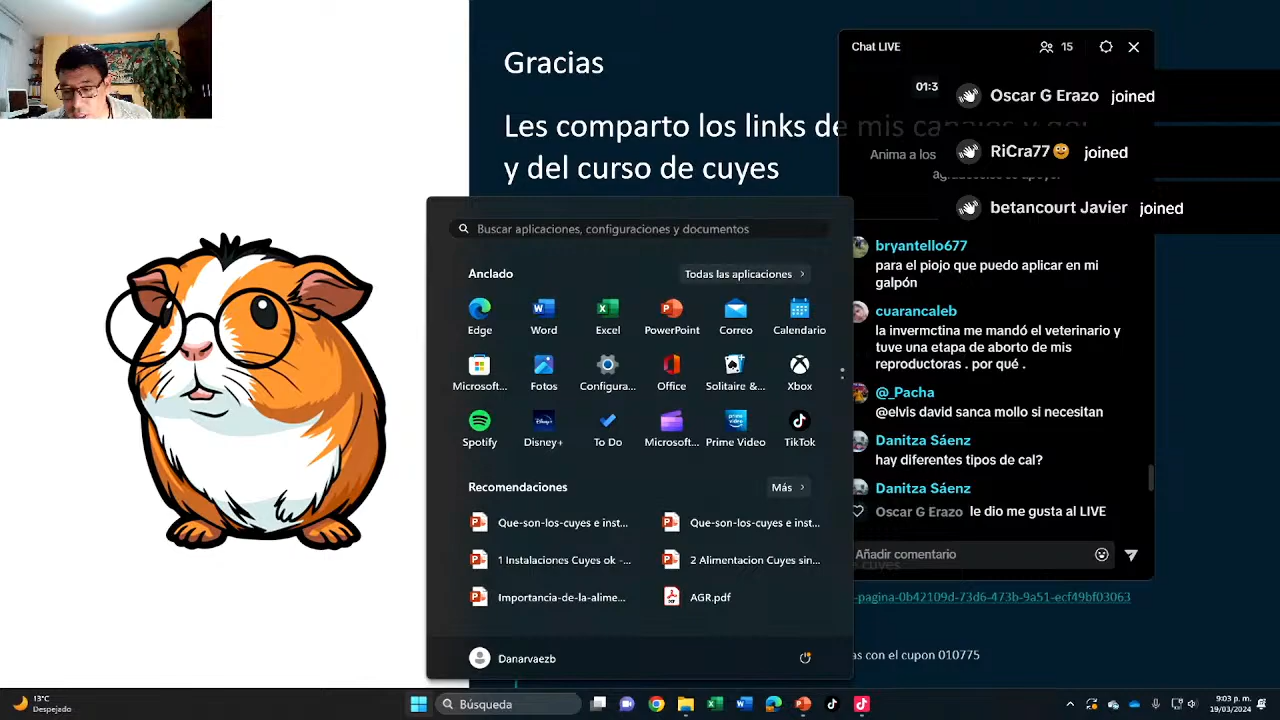 Gracias
Les comparto los links de mis canales y
y del curso de cuyes
Chat LIVE
15
01:3
Oscar G Erazo joined
RiCra77 joined
Anima a los
betancourt Javier joined
bryantello677
para el piojo que puedo aplicar en mi
galpón
cuarancaleb
la invermctina me mandó el veterinario y
tuve una etapa de aborto de mis
reproductoras . por qué .
@_Pacha
@elvis david sanca mollo si necesitan
Danitza Sáenz
hay diferentes tipos de cal?
Danitza Sáenz
Oscar G Erazo le dio me gusta al LIVE
Añadir comentario
-pagina-0b42109d-73d6-473b-9a51-ecf49bf03063
as con el cupon 010775
Buscar aplicaciones, configuraciones y documentos
Anclado
Todas las aplicaciones
Edge
Word
Excel
PowerPoint
Correo
Calendario
Microsoft...
Fotos
Configura...
Office
Solitaire &...
Xbox
Spotify
Disney+
To Do
Microsoft...
Prime Video
TikTok
Recomendaciones
Más
Que-son-los-cuyes e inst...
Que-son-los-cuyes e inst...
1 Instalaciones Cuyes ok -...
2 Alimentacion Cuyes sin...
Importancia-de-la-alime...
AGR.pdf
Danarvaezb
13°C
Despejado
Búsqueda
9:03 p. m.
19/03/2024